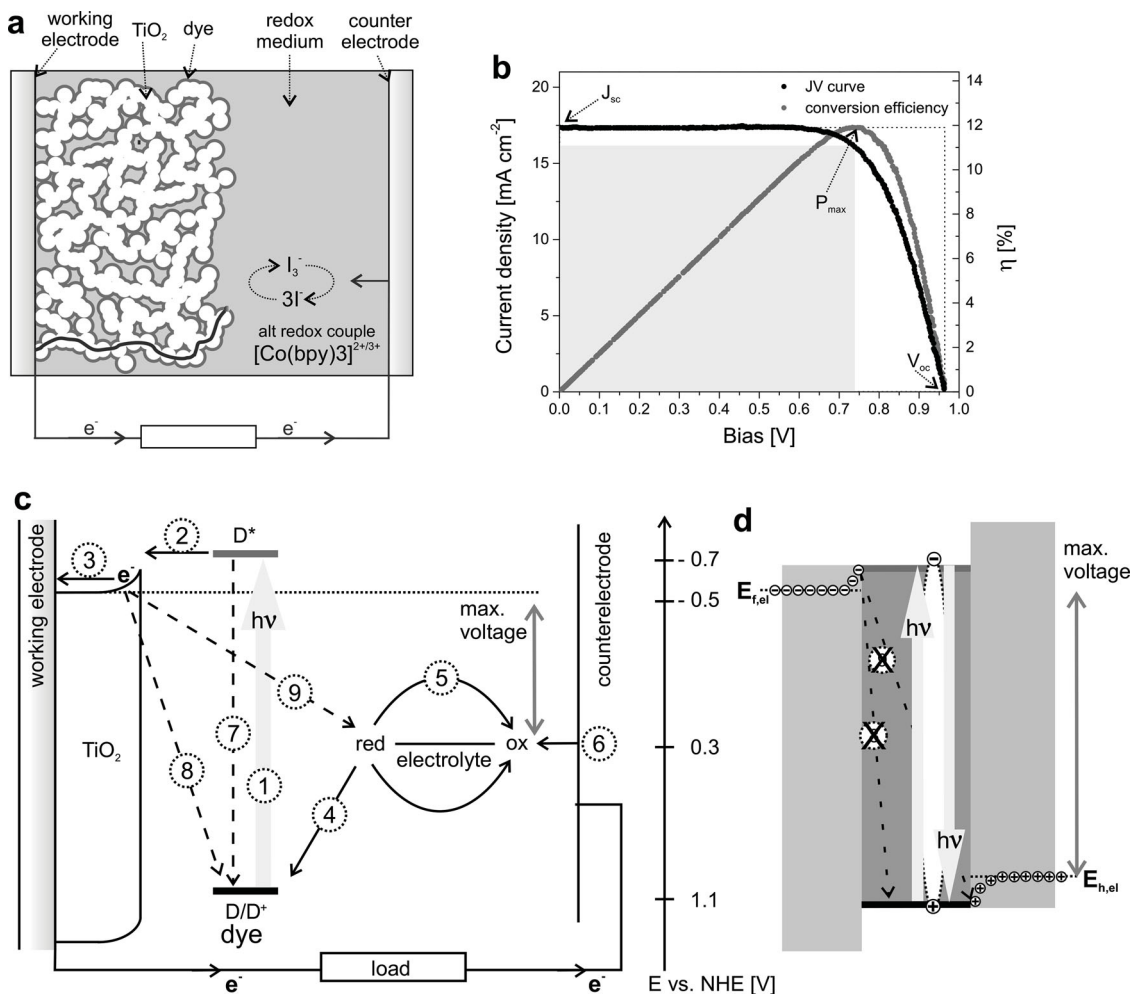 a
working
electrode
TiO₂
dye
redox
medium
counter
electrode
I₃⁻
3I⁻
alt redox couple
[Co(bpy)3]²⁺/³⁺
e⁻
e⁻
b
JV curve
conversion efficiency
J_sc
P_max
V_oc
Current density [mA cm⁻²]
20
15
10
5
0
η [%]
14
12
10
8
6
4
2
0
0.0 0.1 0.2 0.3 0.4 0.5 0.6 0.7 0.8 0.9 1.0
Bias [V]
c
working electrode
3
2
D*
e⁻
hν
max.
voltage
counterelectrode
9
5
TiO₂
8
7
1
red
ox
electrolyte
6
4
D/D⁺
dye
load
e⁻
e⁻
- 0.7
- 0.5
0.3
1.1
E vs. NHE [V]
d
max.
voltage
E_f,el
hν
X
X
hν
E_h,el